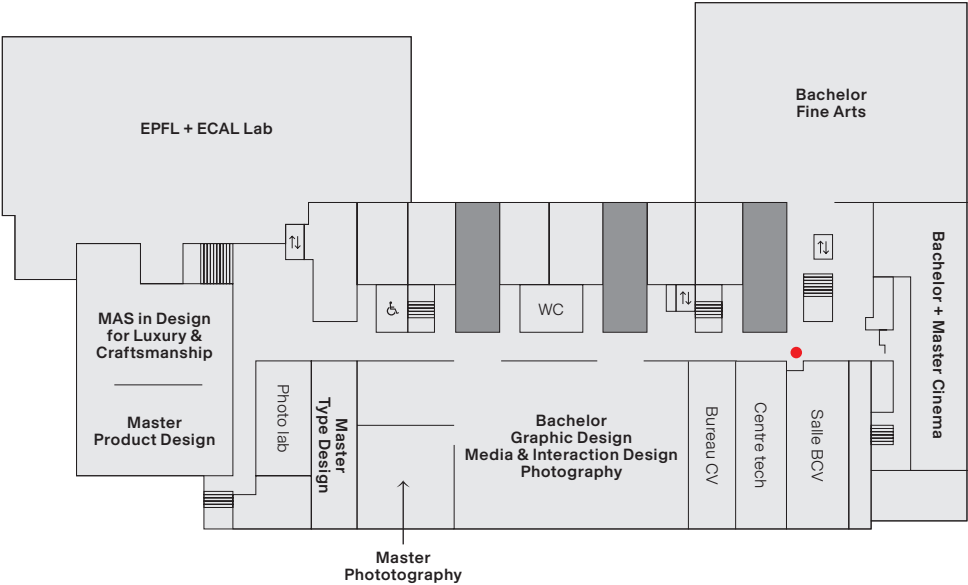 Bachelor
Fine Arts
EPFL + ECAL Lab
Bachelor + Master Cinema
WC
MAS in Design
for Luxury &
Craftsmanship
Master
Product Design
Photo lab
Master
Type Design
Bachelor
Graphic Design
Media & Interaction Design
Photography
Bureau CV
Centre tech
Salle BCV
Master
Phototography